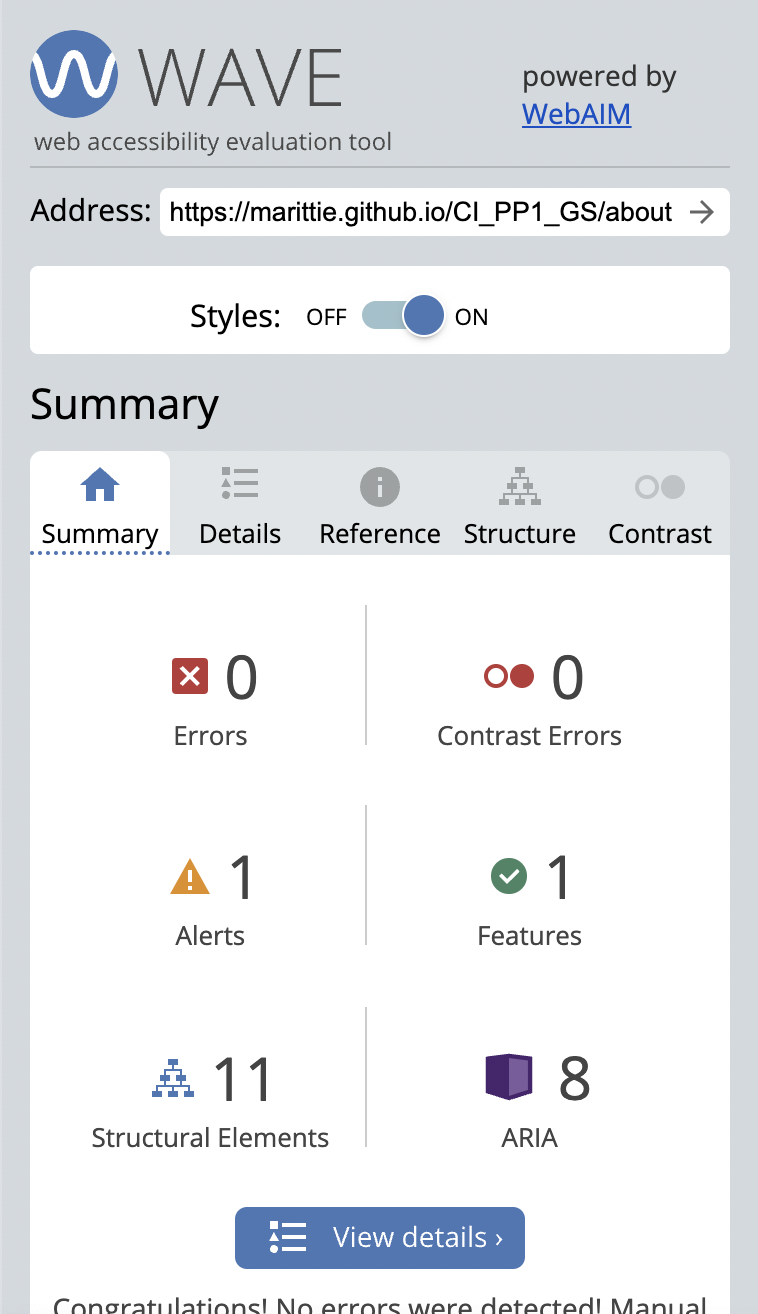 WAVE
powered by
WebAIM
web accessibility evaluation tool
Address: https://marittie.github.io/CI_PP1_GS/about
Styles: OFF ON
Summary
Summary Details Reference Structure Contrast
0 0
Errors Contrast Errors
1 1
Alerts Features
11 8
Structural Elements ARIA
View details ›
Congratulations! No errors were detected! Manual